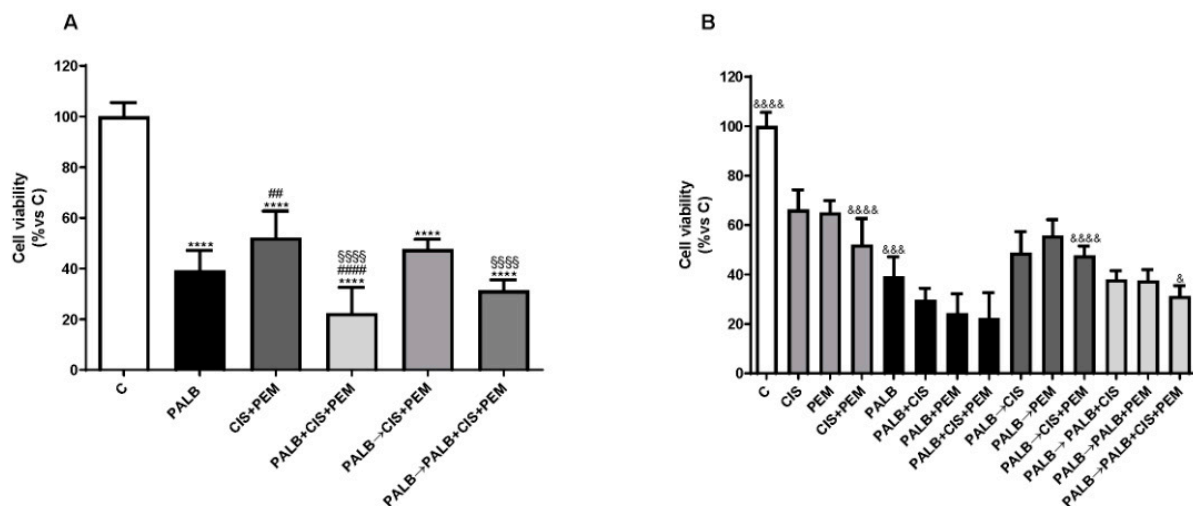 A
120
100
80
60
40
20
0
Cell viability
(%vs C)
****
##
****
§§§§
####
****
****
§§§§
****
C
PALB
CIS+PEM
PALB+CIS+PEM
PALB→CIS+PEM
PALB→PALB+CIS+PEM
B
120
100
80
60
40
20
0
Cell viability
(%vs C)
&&&&
&&&&
&&&
&&&&
&
C
CIS
PEM
CIS+PEM
PALB
PALB+CIS
PALB+PEM
PALB+CIS+PEM
PALB→CIS
PALB→PEM
PALB→CIS+PEM
PALB→ PALB+CIS
PALB→PALB+PEM
PALB→PALB+CIS+PEM